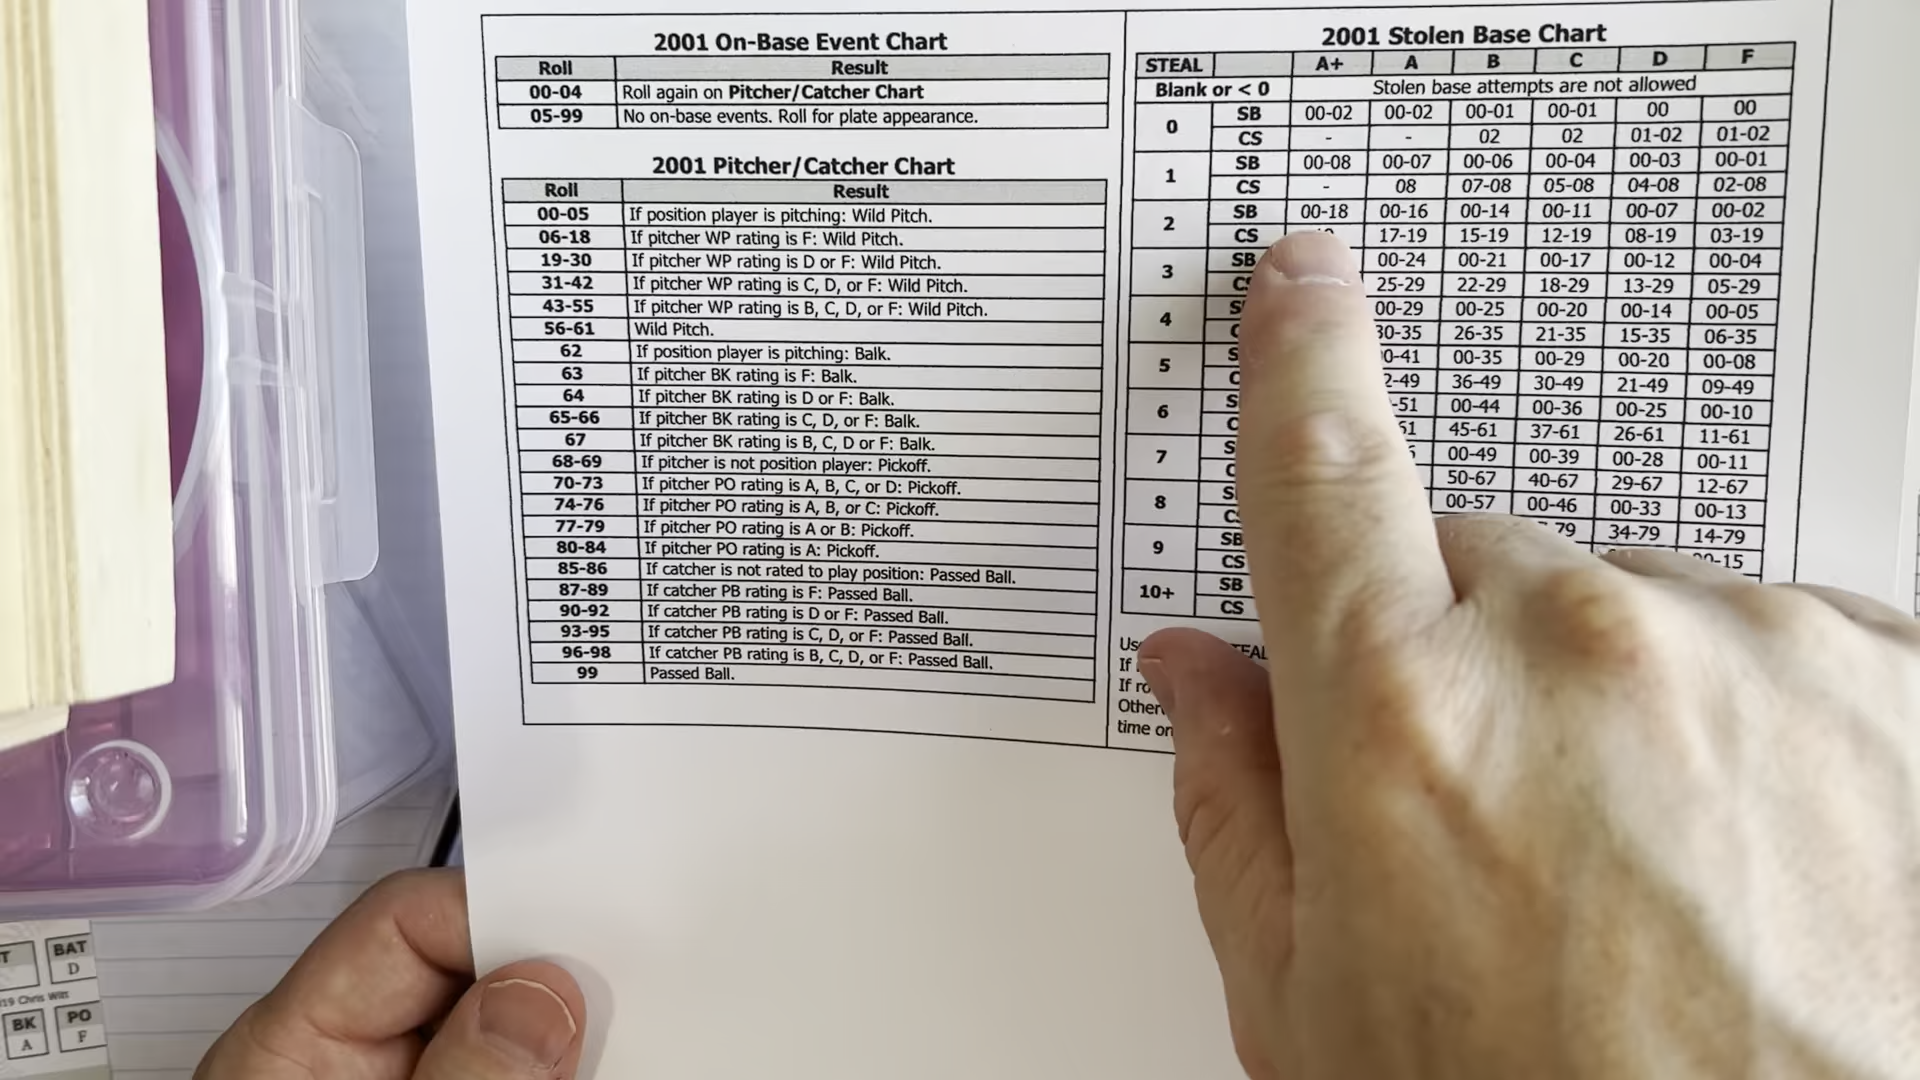 2001 On-Base Event Chart
Roll Result
00-04 Roll again on Pitcher/Catcher Chart
05-99 No on-base events. Roll for plate appearance.
2001 Pitcher/Catcher Chart
Roll Result
00-05 If position player is pitching: Wild Pitch.
06-18 If pitcher WP rating is F: Wild Pitch.
19-30 If pitcher WP rating is D or F: Wild Pitch.
31-42 If pitcher WP rating is C, D, or F: Wild Pitch.
43-55 If pitcher WP rating is B, C, D, or F: Wild Pitch.
56-61 Wild Pitch.
62 If position player is pitching: Balk.
63 If pitcher BK rating is F: Balk.
64 If pitcher BK rating is D or F: Balk.
65-66 If pitcher BK rating is C, D, or F: Balk.
67 If pitcher BK rating is B, C, D or F: Balk.
68-69 If pitcher is not position player: Pickoff.
70-73 If pitcher PO rating is A, B, C, or D: Pickoff.
74-76 If pitcher PO rating is A, B, or C: Pickoff.
77-79 If pitcher PO rating is A or B: Pickoff.
80-84 If pitcher PO rating is A: Pickoff.
85-86 If catcher is not rated to play position: Passed Ball.
87-89 If catcher PB rating is F: Passed Ball.
90-92 If catcher PB rating is D or F: Passed Ball.
93-95 If catcher PB rating is C, D, or F: Passed Ball.
96-98 If catcher PB rating is B, C, D, or F: Passed Ball.
99 Passed Ball.
2001 Stolen Base Chart
STEAL A+ A B C D F
Blank or < 0 Stolen base attempts are not allowed
0 SB 00-02 00-02 00-01 00-01 00 00
CS - - 02 02 01-02 01-02
1 SB 00-08 00-07 00-06 00-04 00-03 00-01
CS - 08 07-08 05-08 04-08 02-08
2 SB 00-18 00-16 00-14 00-11 00-07 00-02
CS 17-19 15-19 12-19 08-19 03-19
3 SB 00-24 00-21 00-17 00-12 00-04
25-29 22-29 18-29 13-29 05-29
4 00-29 00-25 00-20 00-14 00-05
30-35 26-35 21-35 15-35 06-35
5 00-35 00-29 00-20 00-08
36-49 30-49 21-49 09-49
6 00-44 00-36 00-25 00-10
45-61 37-61 26-61 11-61
7 00-49 00-39 00-28 00-11
50-67 40-67 29-67 12-67
8 00-57 00-46 00-33 00-13
34-79 14-79
9 SB
CS
10+ SB
CS
If
time
BAT
D
Chris Witt
BK PO
A F